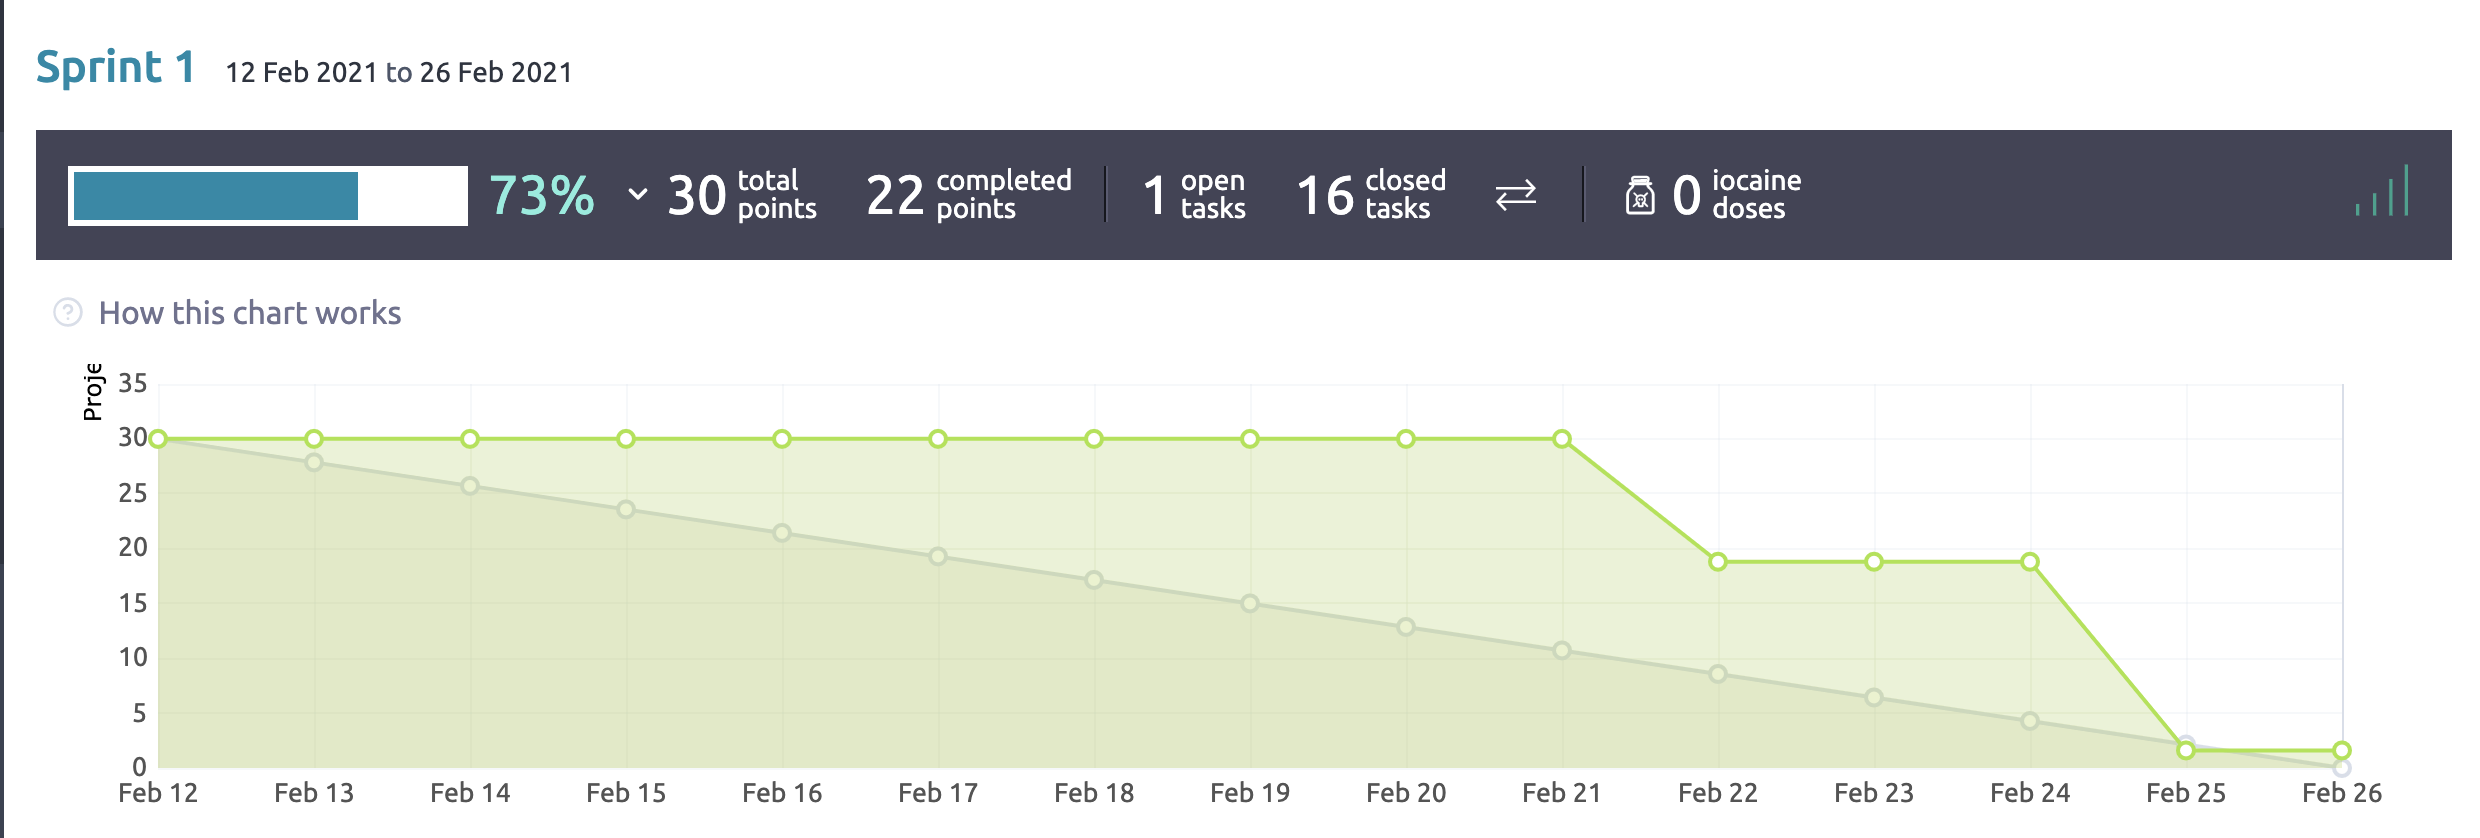 Sprint 1 12 Feb 2021 to 26 Feb 2021
73% 30 total points 22 completed points 1 open tasks 16 closed tasks 0 iocaine doses
? How this chart works
Proje
35
30
25
20
15
10
5
0
Feb 12 Feb 13 Feb 14 Feb 15 Feb 16 Feb 17 Feb 18 Feb 19 Feb 20 Feb 21 Feb 22 Feb 23 Feb 24 Feb 25 Feb 26